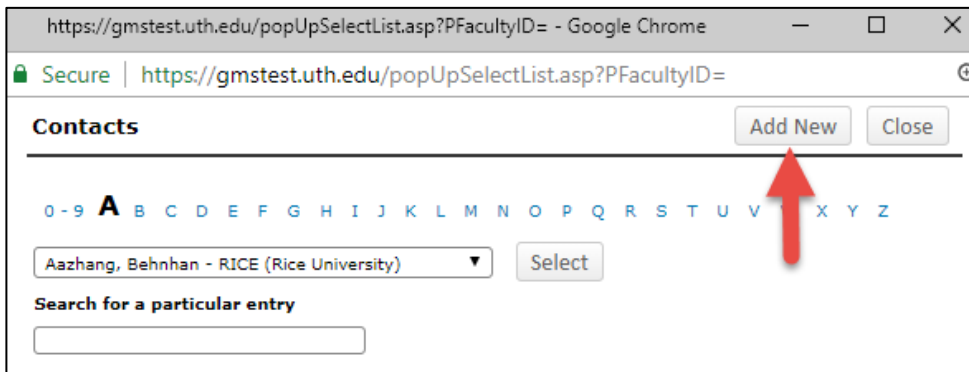 https://gmstest.uth.edu/popUpSelectList.asp?PFacultyID= - Google Chrome
Secure | https://gmstest.uth.edu/popUpSelectList.asp?PFacultyID=
Contacts Add New Close
0 - 9 A B C D E F G H I J K L M N O P Q R S T U V X Y Z
Aazhang, Behnhan - RICE (Rice University) Select
Search for a particular entry